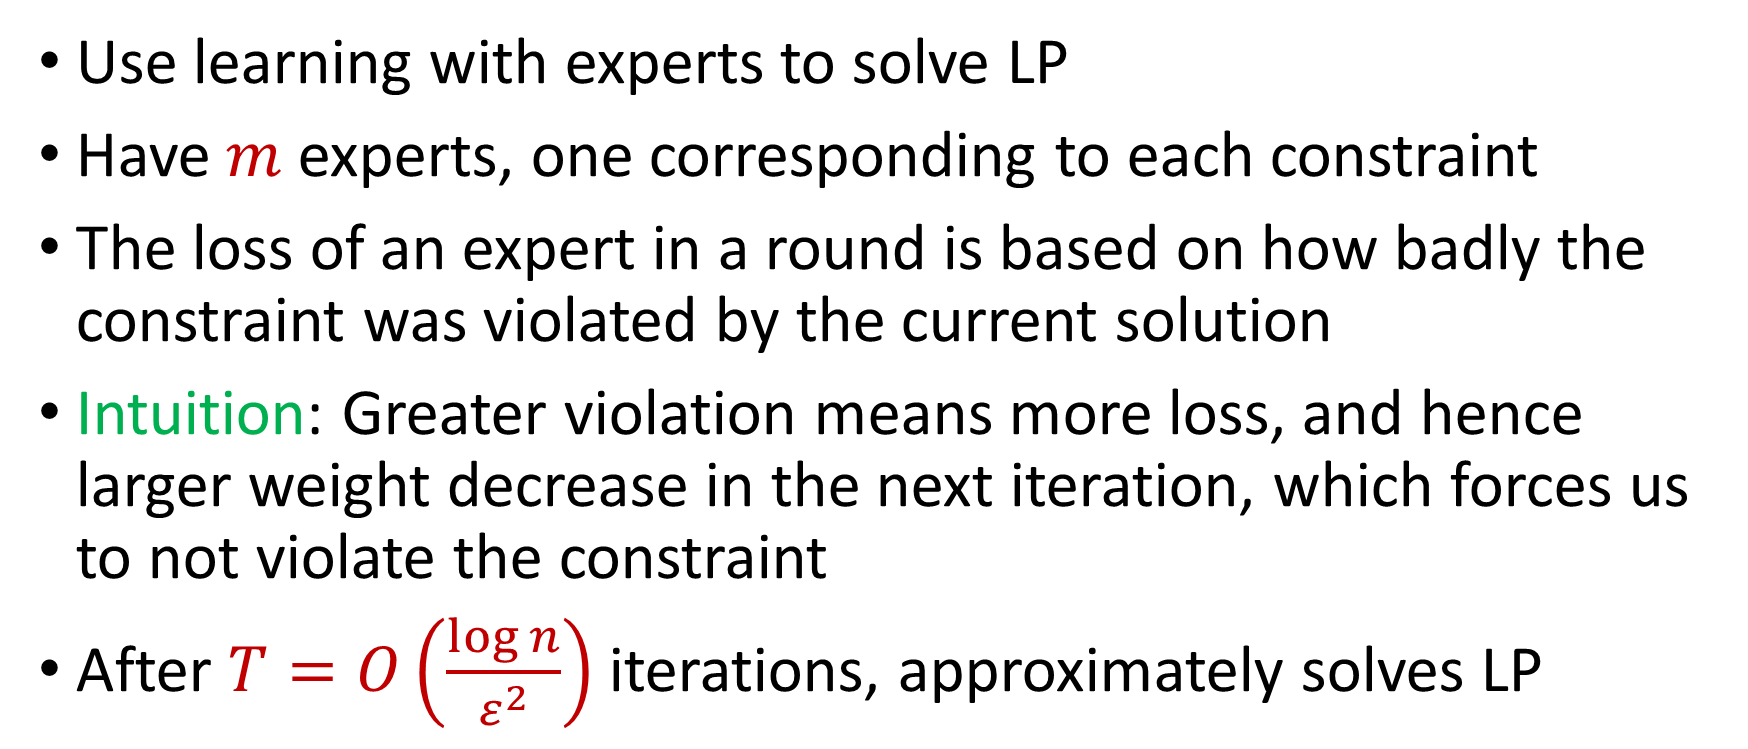 • Use learning with experts to solve LP
• Have m experts, one corresponding to each constraint
• The loss of an expert in a round is based on how badly the
constraint was violated by the current solution
• Intuition: Greater violation means more loss, and hence
larger weight decrease in the next iteration, which forces us
to not violate the constraint
• After T = O(log n / ε²) iterations, approximately solves LP